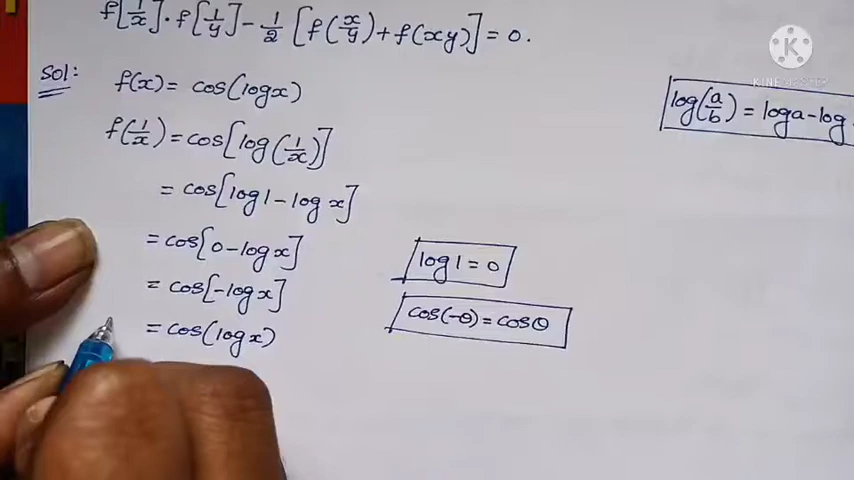 f[1/x]·f[1/y] - 1/2 [f(x/y) + f(xy)] = 0.
Sol: f(x) = cos(log x)
f(1/x) = cos[log(1/x)]
= cos[log 1 - log x]
= cos[0 - log x]
= cos[-log x]
= cos(log x)
log(a/b) = log a - log
log 1 = 0
cos(-θ) = cos θ
K
KINEMASTER